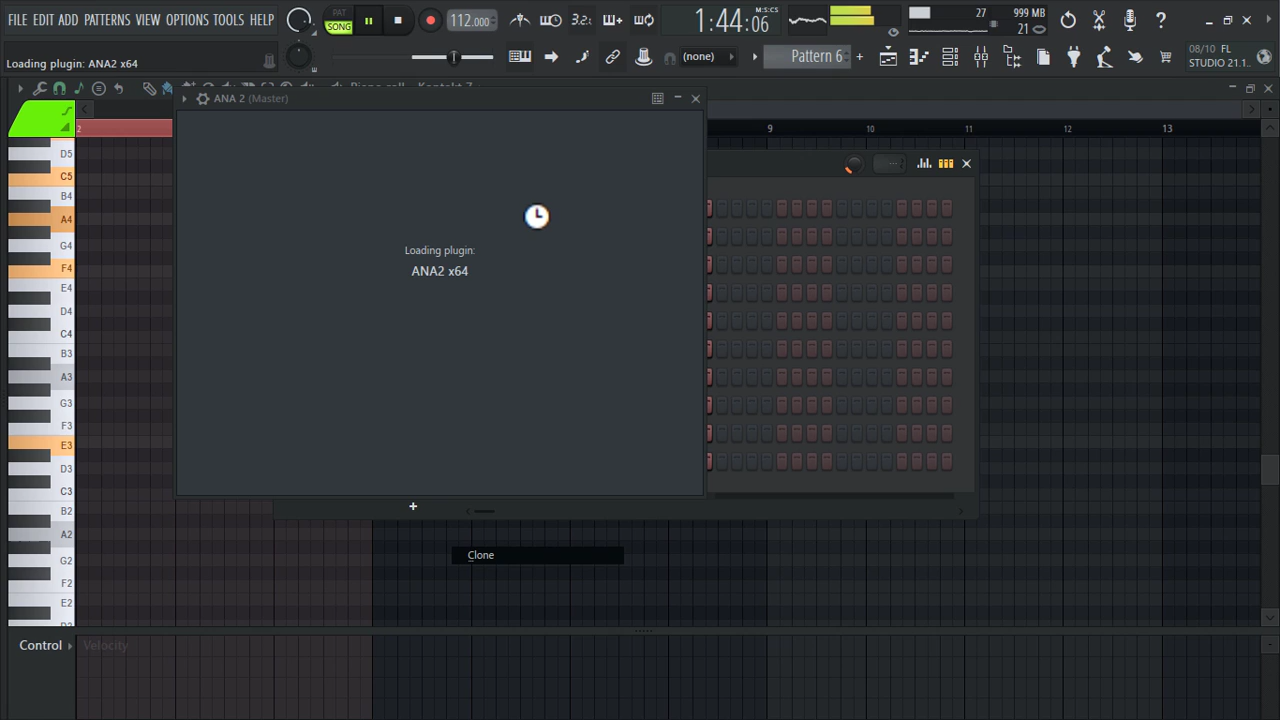 FILE EDIT ADD PATTERNS VIEW OPTIONS TOOLS HELP
PAT
SONG
112.000
3.2
1:44:06
M:S:CS
27
999 MB
21
Loading plugin: ANA2 x64
(none)
Pattern 6
08/10 FL
STUDIO 21.1
ANA 2 (Master)
2
9
10
11
12
13
D5
C5
B4
A4
G4
F4
E4
D4
C4
B3
A3
G3
F3
E3
D3
C3
B2
A2
G2
F2
E2
Loading plugin:
ANA2 x64
Clone
Control
Velocity